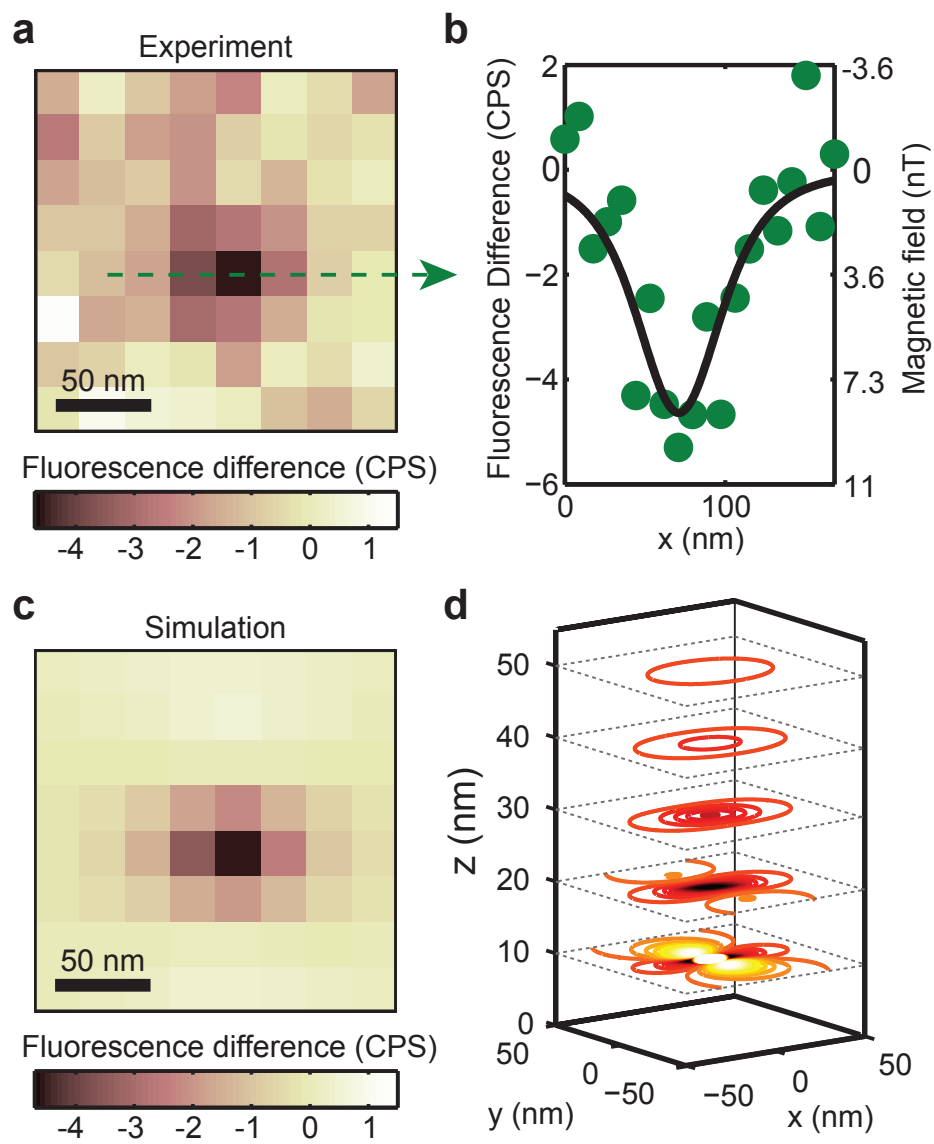 a
Experiment
50 nm
Fluorescence difference (CPS)
-4 -3 -2 -1 0 1
b
Fluorescence Difference (CPS)
2
0
−2
−4
−6
-3.6
0
3.6
7.3
11
Magnetic field (nT)
0 100
x (nm)
c
Simulation
50 nm
Fluorescence difference (CPS)
-4 -3 -2 -1 0 1
d
z (nm)
50
40
30
20
10
0
50
0
−50
y (nm)
−50
0
50
x (nm)